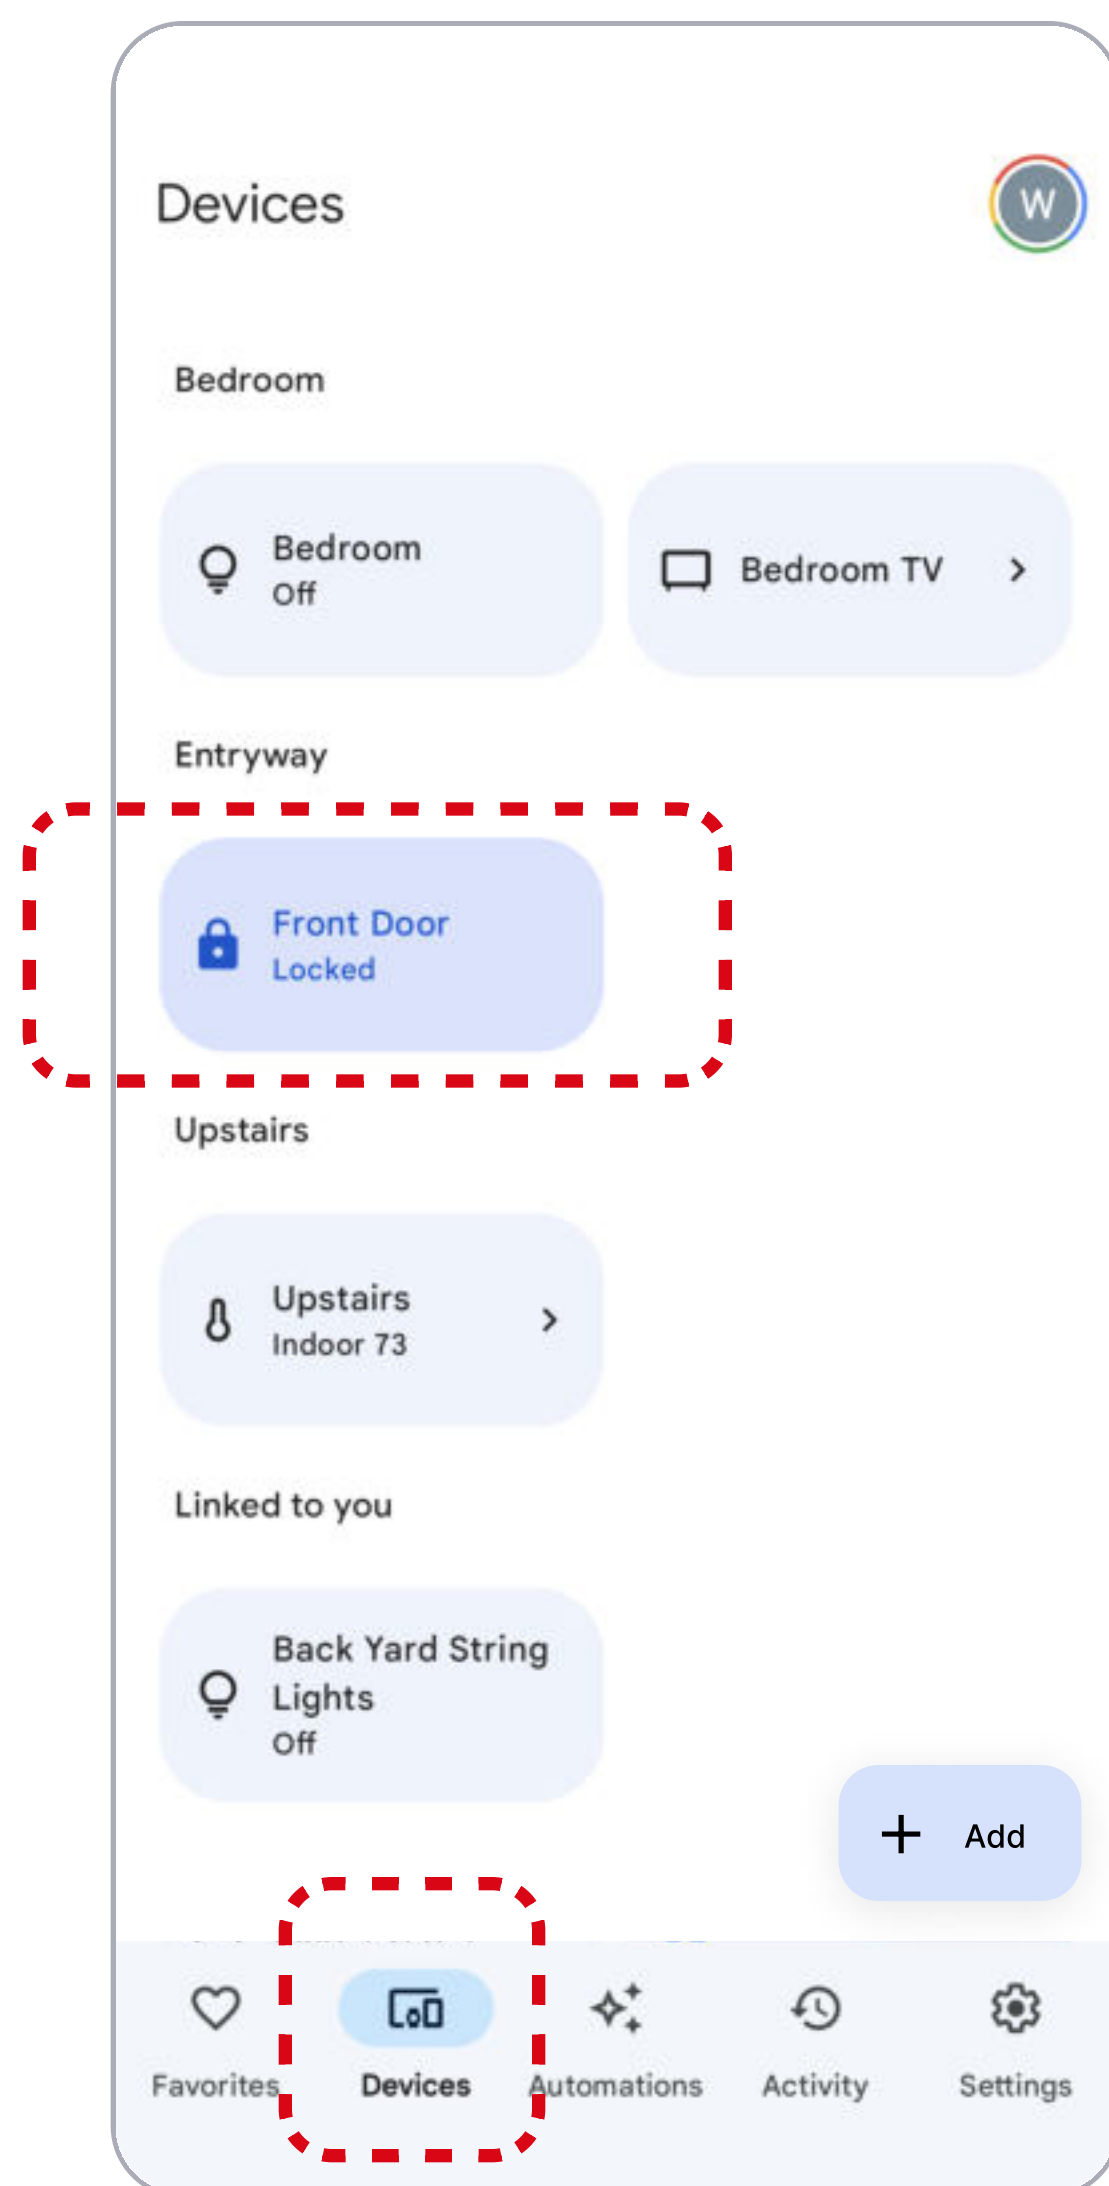 Devices
W
Bedroom
Bedroom
Off
Bedroom TV
Entryway
Front Door
Locked
Upstairs
Upstairs
Indoor 73
Linked to you
Back Yard String
Lights
Off
Add
Favorites
Devices
Automations
Activity
Settings